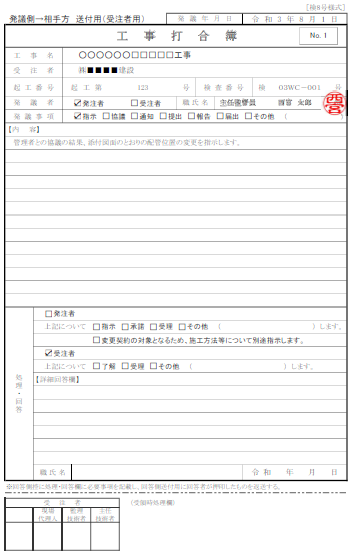 [検8号様式]
発議側→相手方 送付用(受注者用)
発議年月日 令和3年8月1日
工事打合簿 No.1
工事名 〇〇〇〇〇〇□□□□□工事
受注者 ㈱■■■■建設
起工番号 起工第 123 号 検査番号 検 03WC-001 号
発議者 ☑発注者 □受注者 職氏名 主任監督員 西宮 太郎
西宮
発議事項 ☑指示 □協議 □通知 □提出 □報告 □届出 □その他 ( )
【内 容】
管理者との協議の結果、添付図面のとおりの配管位置の変更を指示します。
処理・回答
□発注者
上記について □指示 □承諾 □受理 □その他 ( )します。
□変更契約の対象となるため、施工方法等について別途指示します。
☑受注者
上記について □了解 □受理 □その他 ( )します。
【詳細回答欄】
職氏名 令和 年 月 日
※回答側控に処理・回答欄に必要事項を記載し、回答側送付用に回答者が押印したものを返送する。
受注者 (受領時処理欄)
現場代理人 監理技術者 主任技術者